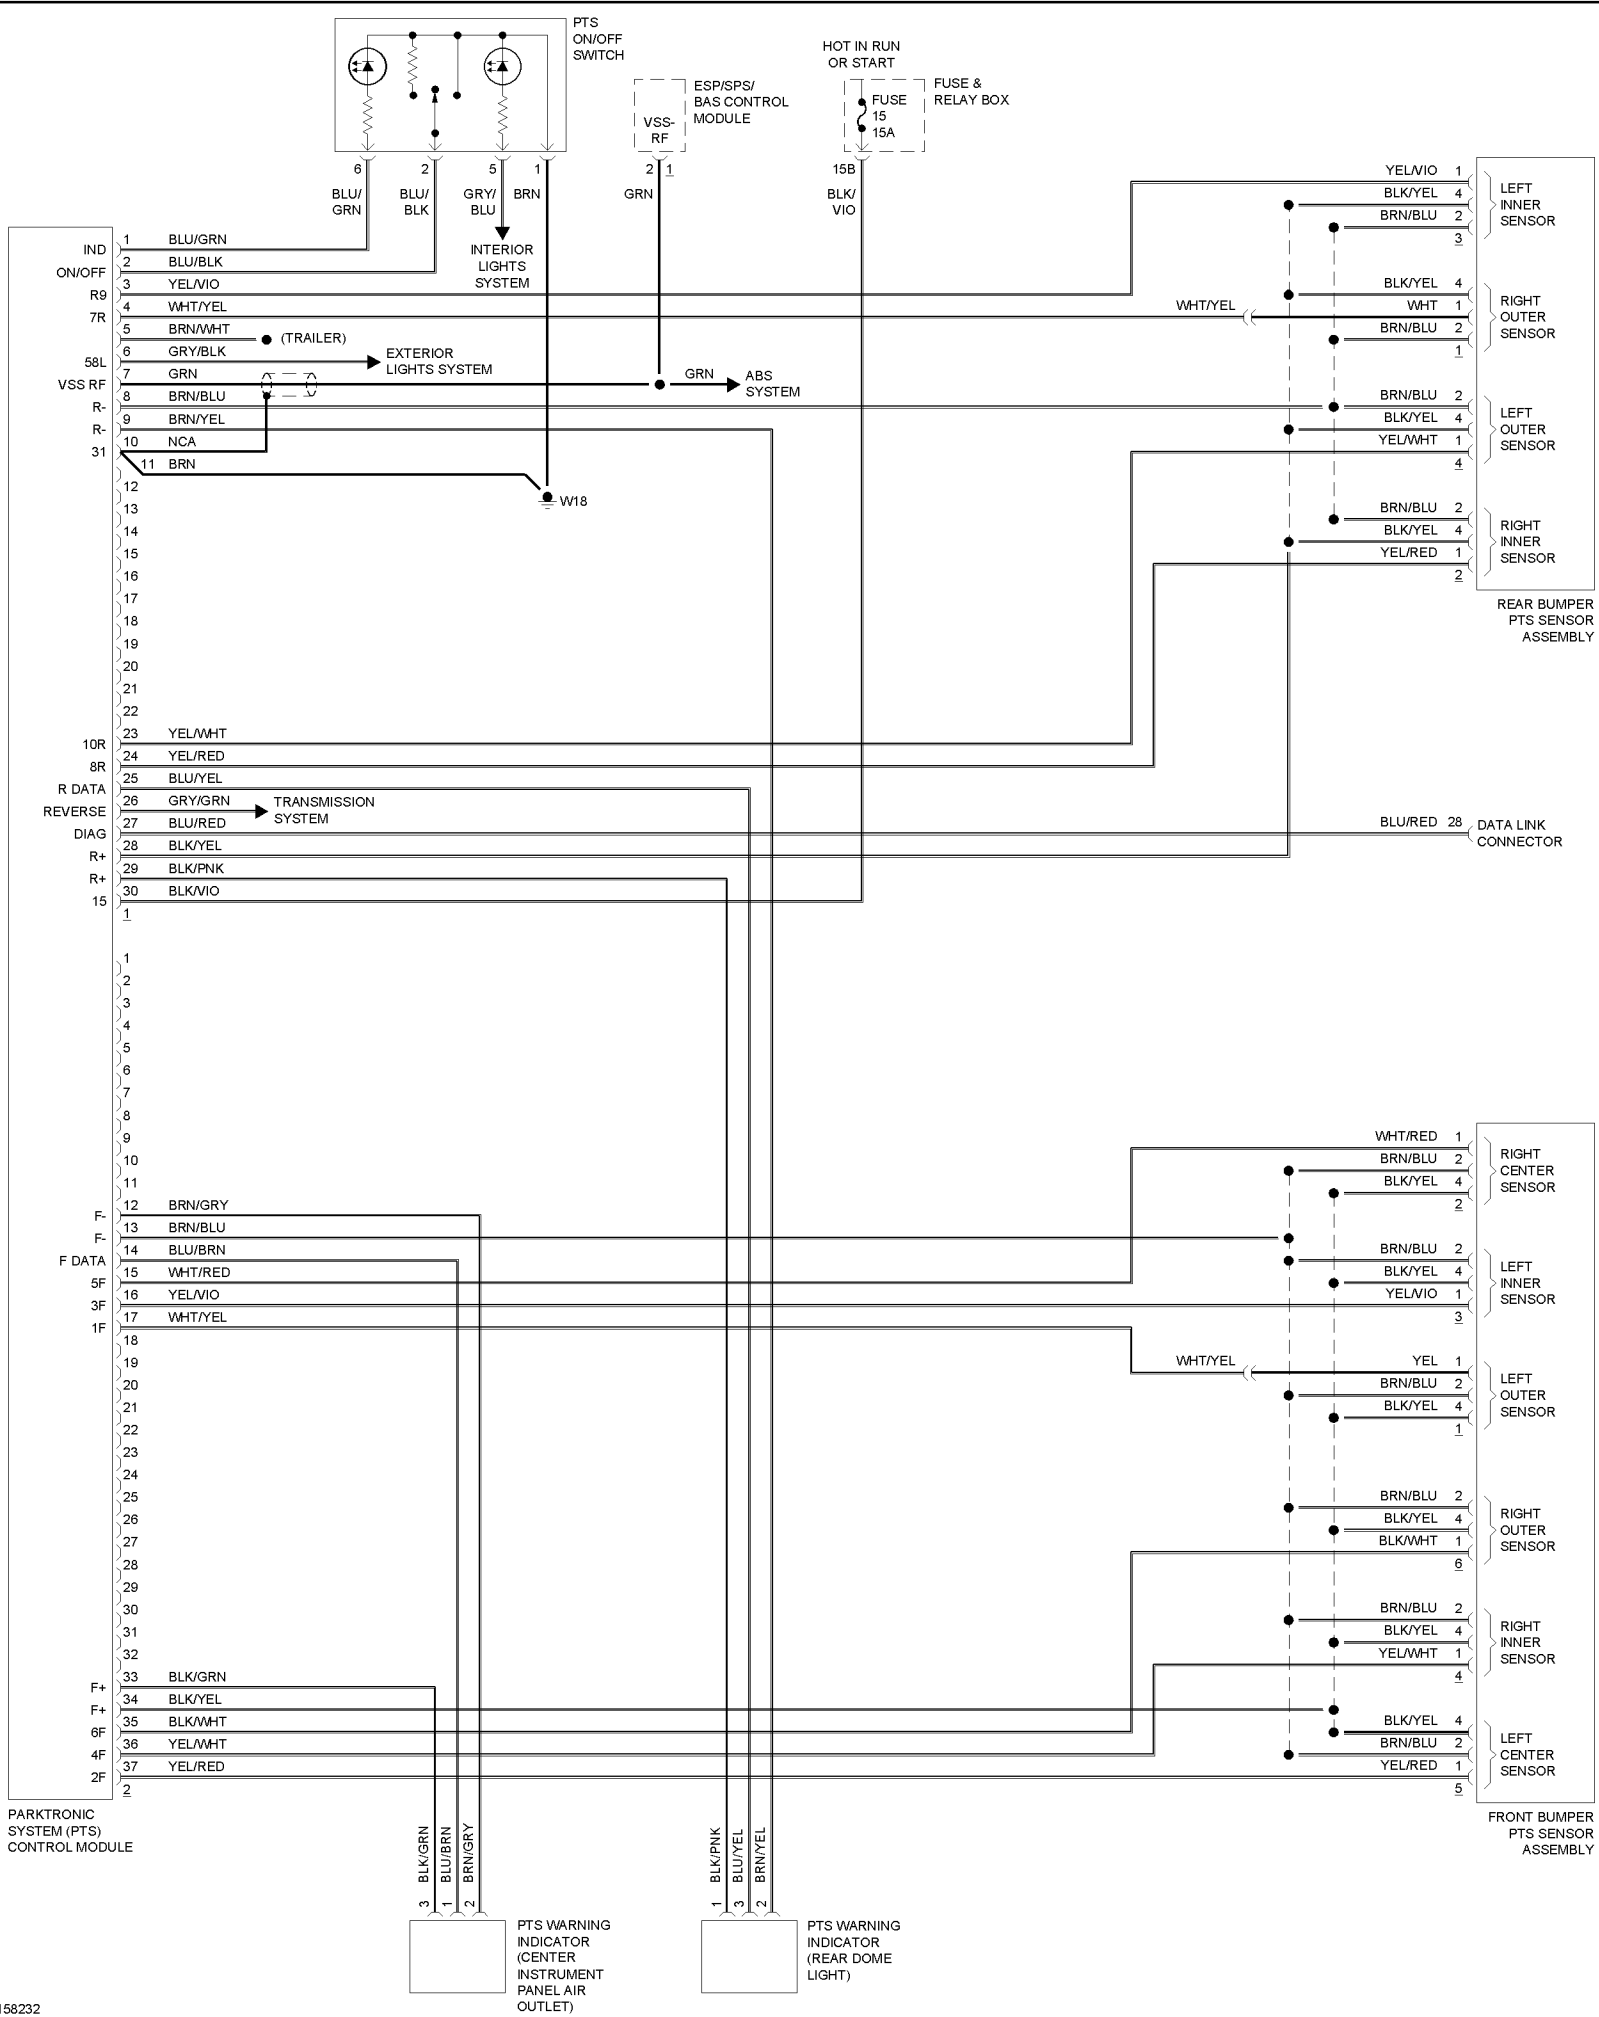 PTS
ON/OFF
SWITCH
HOT IN RUN
OR START
ESP/SPS/
BAS CONTROL
MODULE
VSS-
RF
FUSE
15
15A
FUSE &
RELAY BOX
6
2
5
1
2 1
15B
BLU/
GRN
BLU/
BLK
GRY/
BLU
BRN
GRN
BLK/
VIO
INTERIOR
LIGHTS
SYSTEM
IND 1 BLU/GRN
ON/OFF 2 BLU/BLK
R9 3 YEL/VIO
7R 4 WHT/YEL
5 BRN/WHT (TRAILER)
58L 6 GRY/BLK
EXTERIOR
LIGHTS SYSTEM
VSS RF 7 GRN
GRN
ABS
SYSTEM
R- 8 BRN/BLU
R- 9 BRN/YEL
31 10 NCA
11 BRN
W18
12
13
14
15
16
17
18
19
20
21
22
10R 23 YEL/WHT
8R 24 YEL/RED
R DATA 25 BLU/YEL
REVERSE 26 GRY/GRN
TRANSMISSION
SYSTEM
DIAG 27 BLU/RED
R+ 28 BLK/YEL
R+ 29 BLK/PNK
15 30 BLK/VIO
1
YEL/VIO 1
BLK/YEL 4
BRN/BLU 2
3
LEFT
INNER
SENSOR
BLK/YEL 4
WHT/YEL
WHT 1
BRN/BLU 2
1
RIGHT
OUTER
SENSOR
BRN/BLU 2
BLK/YEL 4
YEL/WHT 1
4
LEFT
OUTER
SENSOR
BRN/BLU 2
BLK/YEL 4
YEL/RED 1
2
RIGHT
INNER
SENSOR
REAR BUMPER
PTS SENSOR
ASSEMBLY
BLU/RED 28
DATA LINK
CONNECTOR
1
2
3
4
5
6
7
8
9
10
11
F- 12 BRN/GRY
F- 13 BRN/BLU
F DATA 14 BLU/BRN
5F 15 WHT/RED
3F 16 YEL/VIO
1F 17 WHT/YEL
18
19
20
21
22
23
24
25
26
27
28
29
30
31
32
F+ 33 BLK/GRN
F+ 34 BLK/YEL
6F 35 BLK/WHT
4F 36 YEL/WHT
2F 37 YEL/RED
2
PARKTRONIC
SYSTEM (PTS)
CONTROL MODULE
WHT/RED 1
BRN/BLU 2
BLK/YEL 4
2
RIGHT
CENTER
SENSOR
BRN/BLU 2
BLK/YEL 4
YEL/VIO 1
3
LEFT
INNER
SENSOR
WHT/YEL
YEL 1
BRN/BLU 2
BLK/YEL 4
1
LEFT
OUTER
SENSOR
BRN/BLU 2
BLK/YEL 4
BLK/WHT 1
6
RIGHT
OUTER
SENSOR
BRN/BLU 2
BLK/YEL 4
YEL/WHT 1
4
RIGHT
INNER
SENSOR
BLK/YEL 4
BRN/BLU 2
YEL/RED 1
5
LEFT
CENTER
SENSOR
FRONT BUMPER
PTS SENSOR
ASSEMBLY
BLK/GRN 3
BLU/BRN 1
BRN/GRY 2
PTS WARNING
INDICATOR
(CENTER
INSTRUMENT
PANEL AIR
OUTLET)
BLK/PNK 1
BLU/YEL 3
BRN/YEL 2
PTS WARNING
INDICATOR
(REAR DOME
LIGHT)
158232